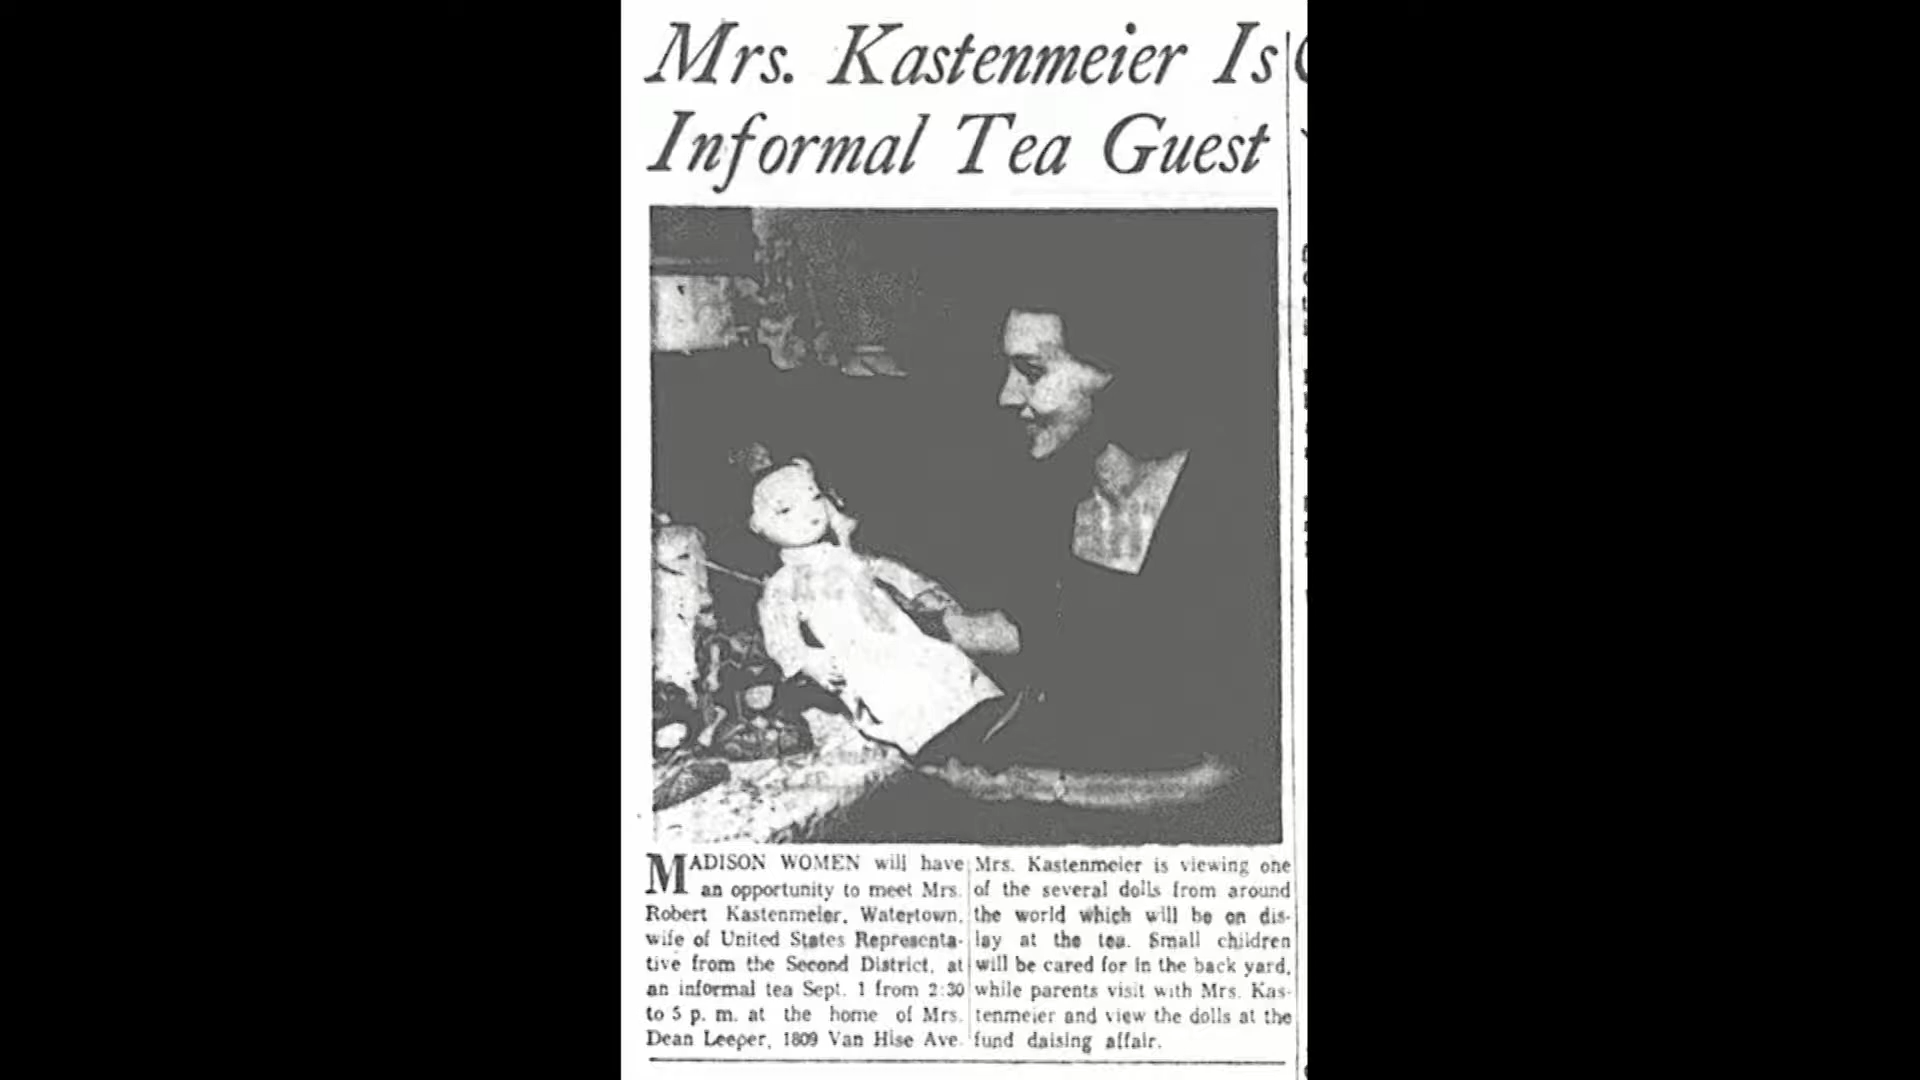 Mrs. Kastenmeier Is
Informal Tea Guest
MADISON WOMEN will have
an opportunity to meet Mrs.
Robert Kastenmeier, Watertown,
wife of United States Representa-
tive from the Second District, at
an informal tea Sept. 1 from 2:30
to 5 p. m. at the home of Mrs.
Dean Leeper, 1809 Van Hise Ave.
Mrs. Kastenmeier is viewing one
of the several dolls from around
the world which will be on dis-
lay at the tea. Small children
will be cared for in the back yard,
while parents visit with Mrs. Kas-
tenmeier and view the dolls at the
fund daising affair.